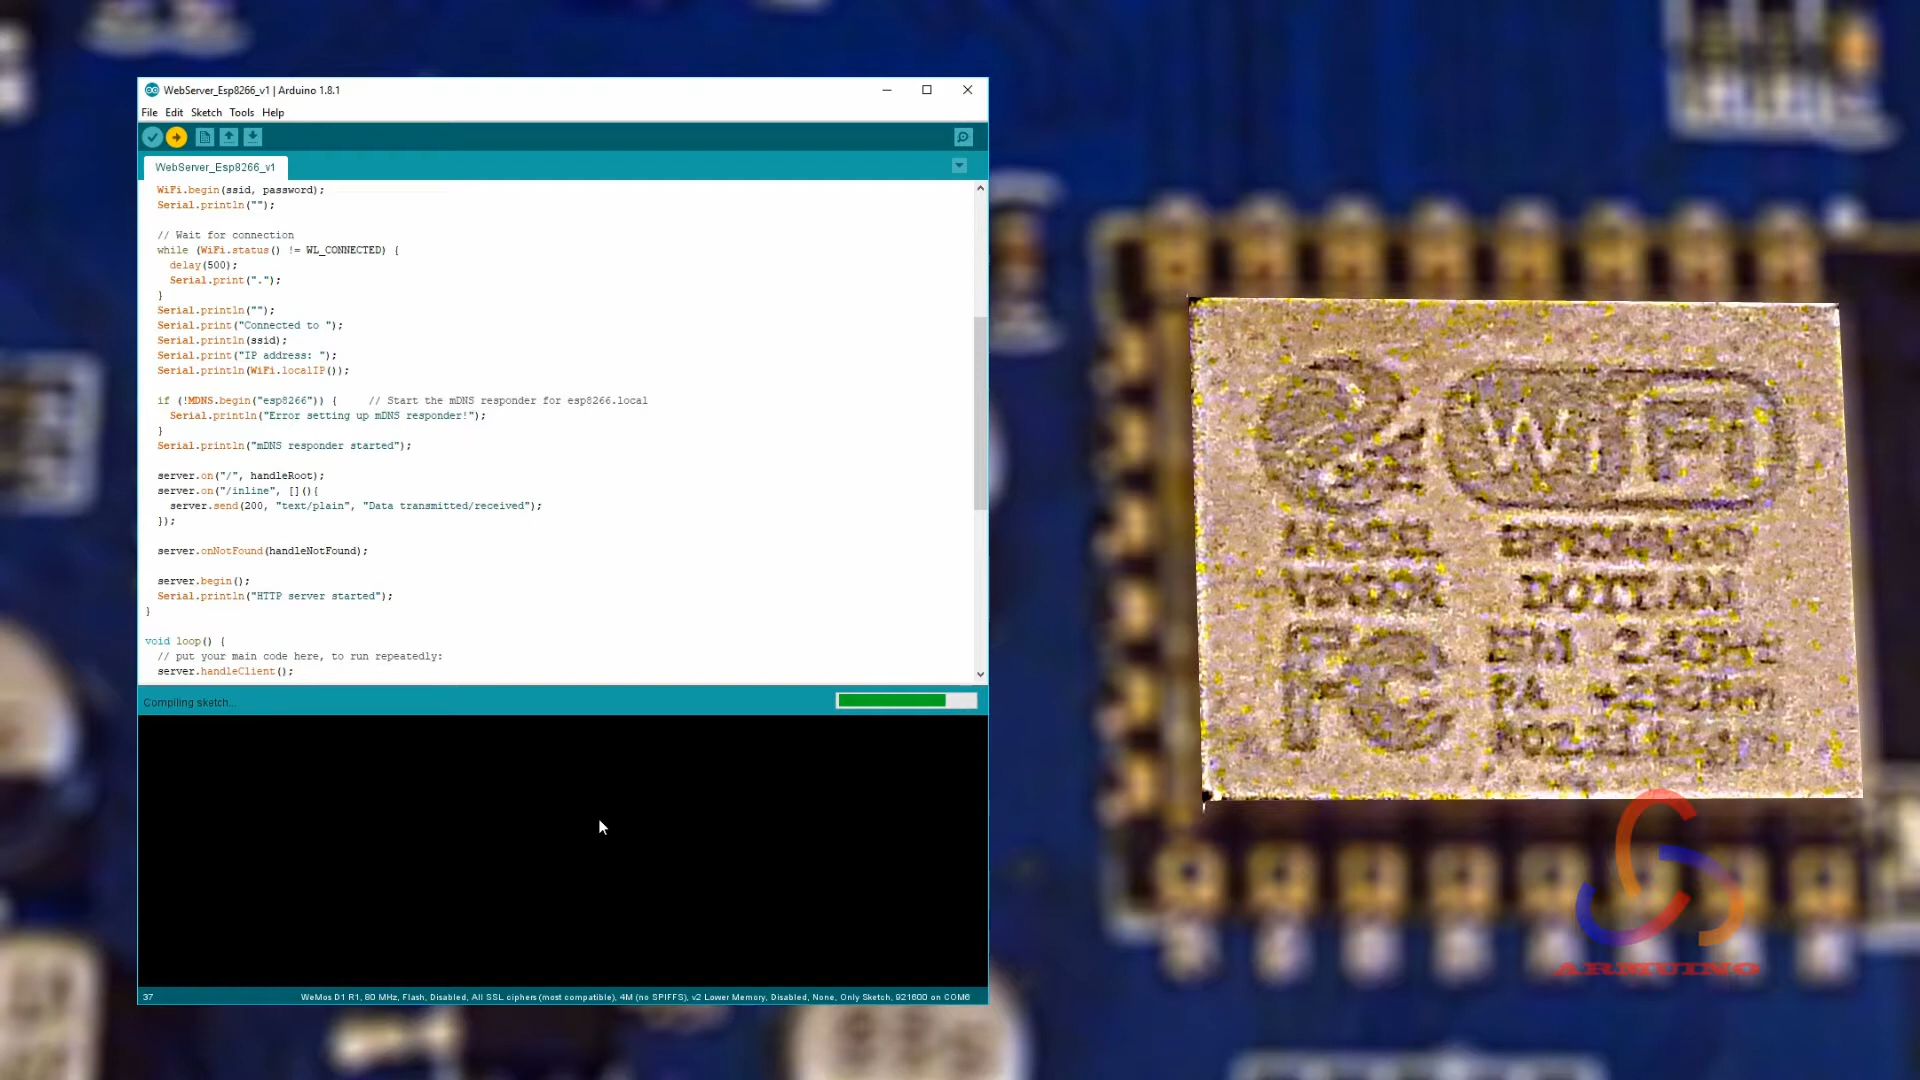 WebServer_Esp8266_v1 | Arduino 1.8.1
File Edit Sketch Tools Help
WebServer_Esp8266_v1
WiFi.begin(ssid, password);
Serial.println("");
// Wait for connection
while (WiFi.status() != WL_CONNECTED) {
delay(500);
Serial.print(".");
}
Serial.println("");
Serial.print("Connected to ");
Serial.println(ssid);
Serial.print("IP address: ");
Serial.println(WiFi.localIP());
if (!MDNS.begin("esp8266")) { // Start the mDNS responder for esp8266.local
Serial.println("Error setting up mDNS responder!");
}
Serial.println("mDNS responder started");
server.on("/", handleRoot);
server.on("/inline", [](){
server.send(200, "text/plain", "Data transmitted/received");
});
server.onNotFound(handleNotFound);
server.begin();
Serial.println("HTTP server started");
}
void loop() {
// put your main code here, to run repeatedly:
server.handleClient();
Compiling sketch...
37 WeMos D1 R1, 80 MHz, Flash, Disabled, All SSL ciphers (most compatible), 4M (no SPIFFS), v2 Lower Memory, Disabled, None, Only Sketch, 921600 on COM6
WiFi
FC
ARMUINO